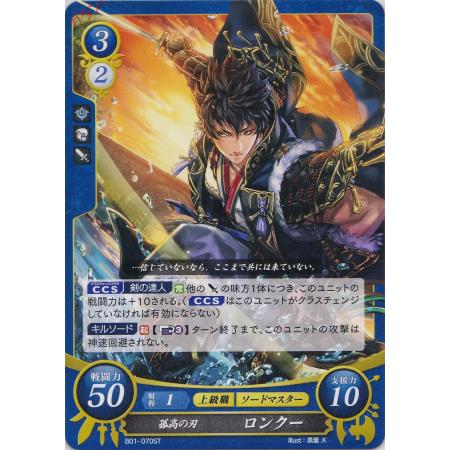 3
2
…信じていないなら、ここまで共には来ていない。
CCS 剣の達人 常 他の の味方1体につき、このユニットの
戦闘力は+10される。( CCS はこのユニットがクラスチェンジ
していなければ有効にならない)
キルソード 起 【 3】ターン終了まで、このユニットの攻撃は
神速回避されない。
戦闘力
50
射程 1
上級職
ソードマスター
支援力
10
孤高の刃 ロンクー
B01-070ST
Illust：黒葉.K